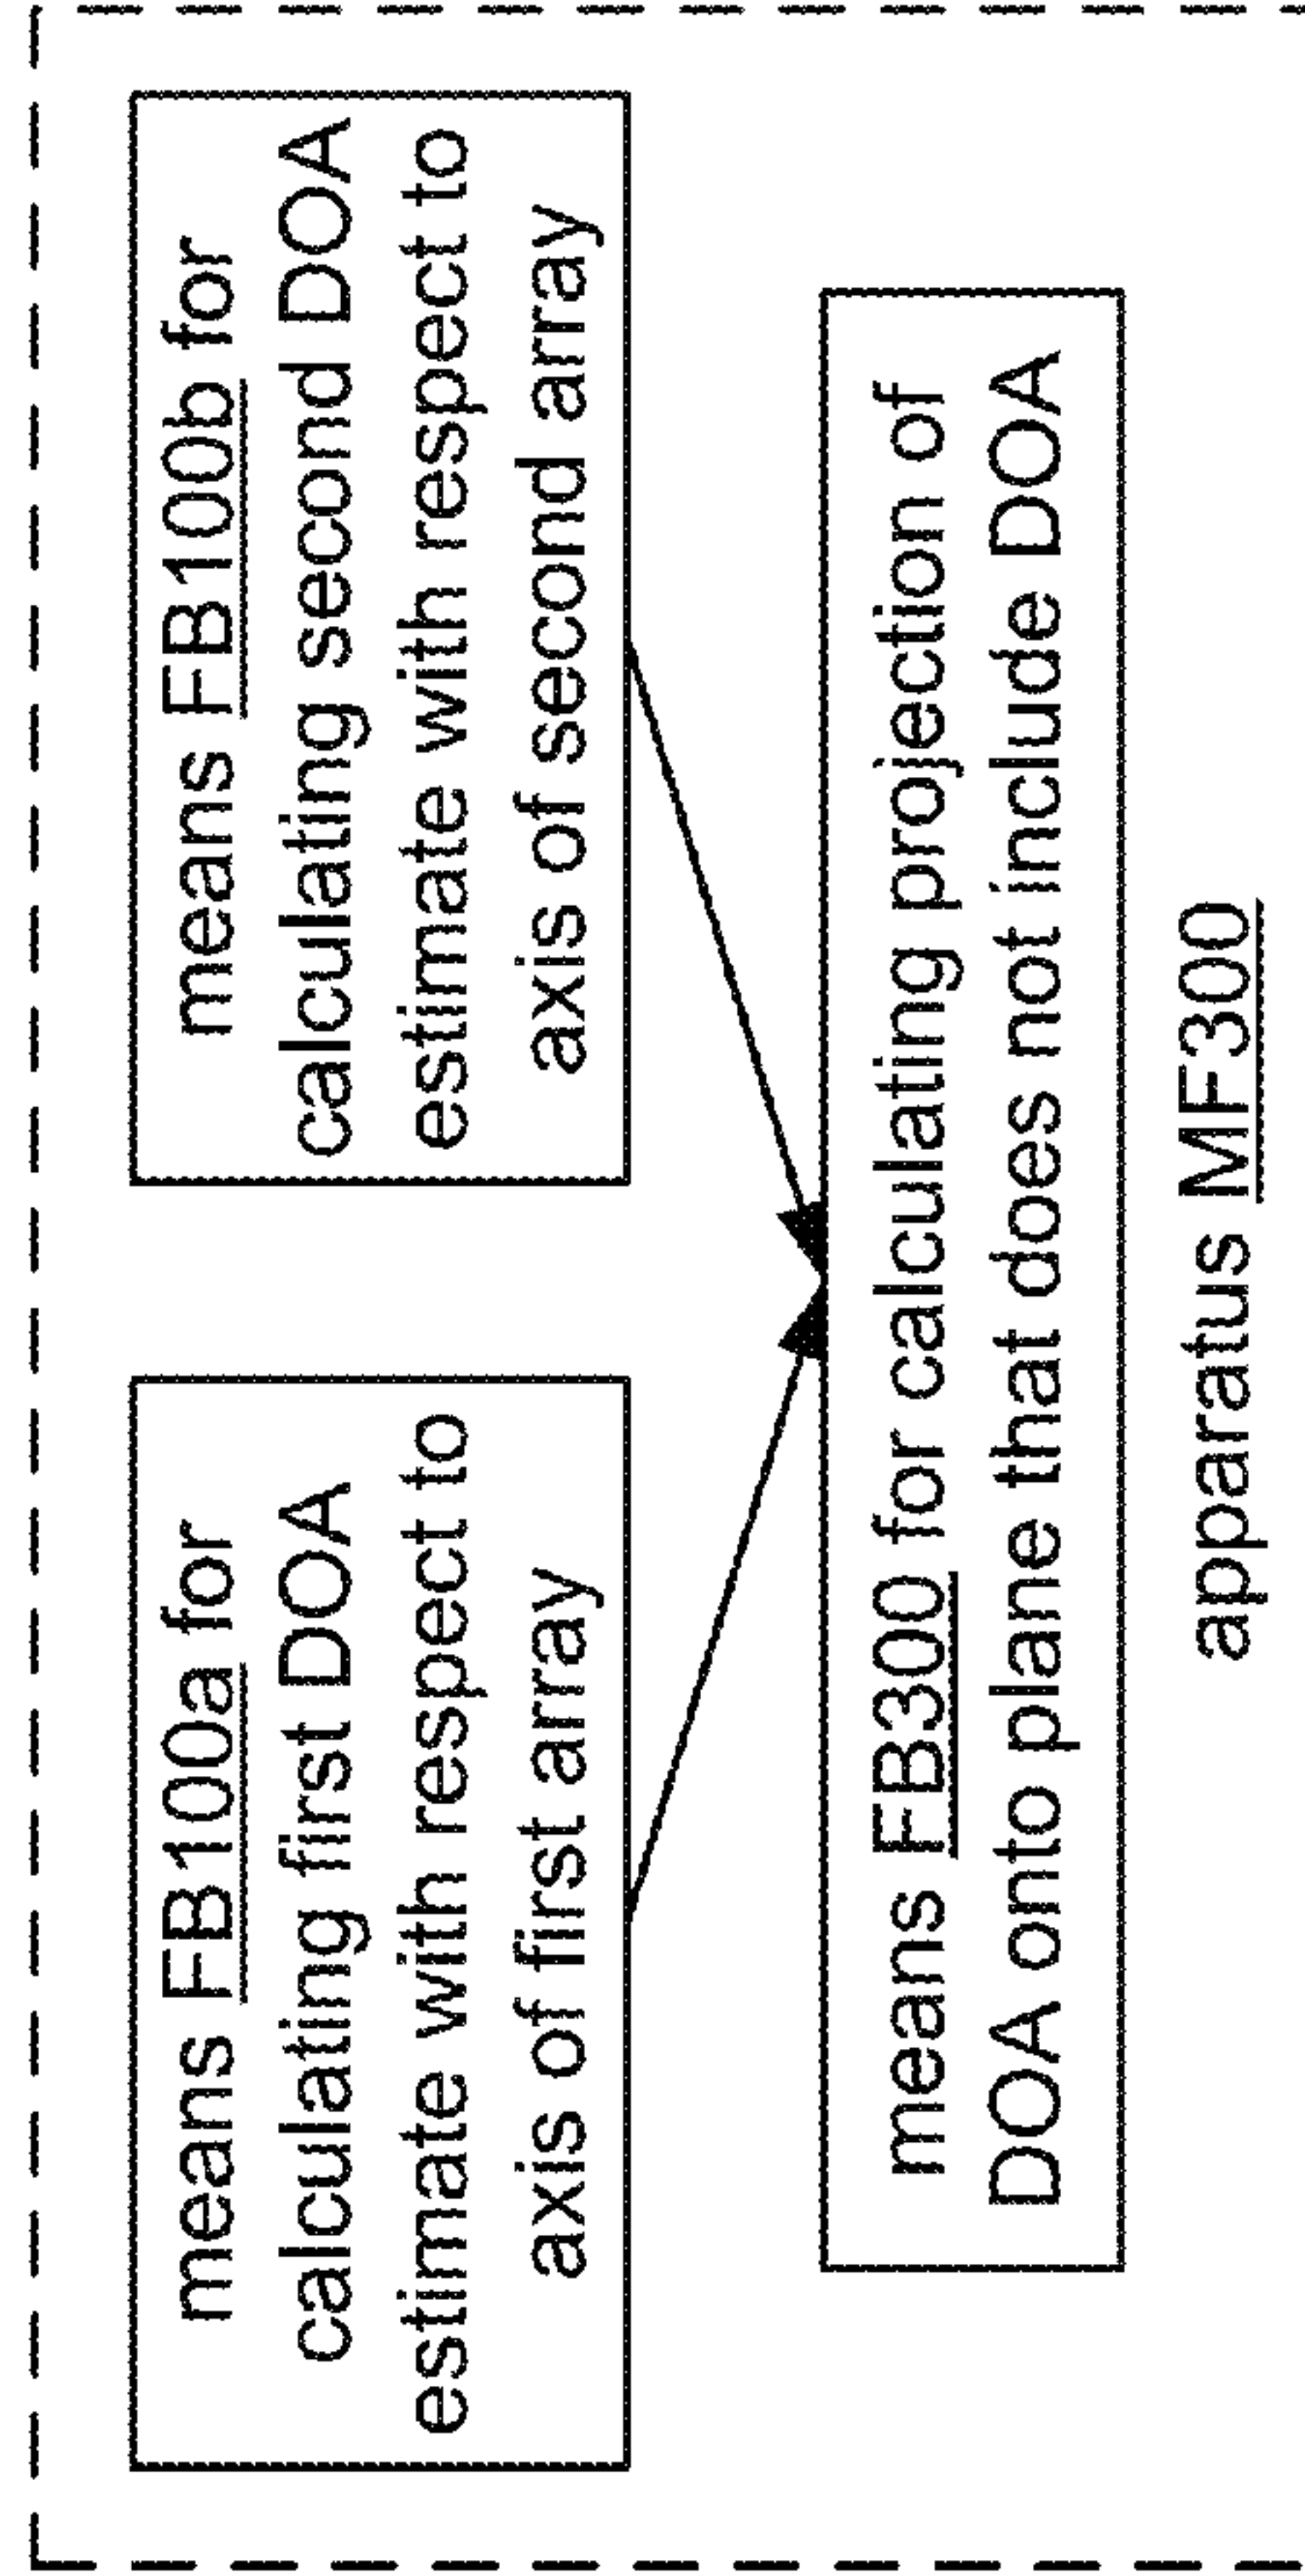 means FB100a for
calculating first DOA
estimate with respect to
axis of first array
means FB100b for
calculating second DOA
estimate with respect to
axis of second array
means FB300 for calculating projection of
DOA onto plane that does not include DOA
apparatus MF300